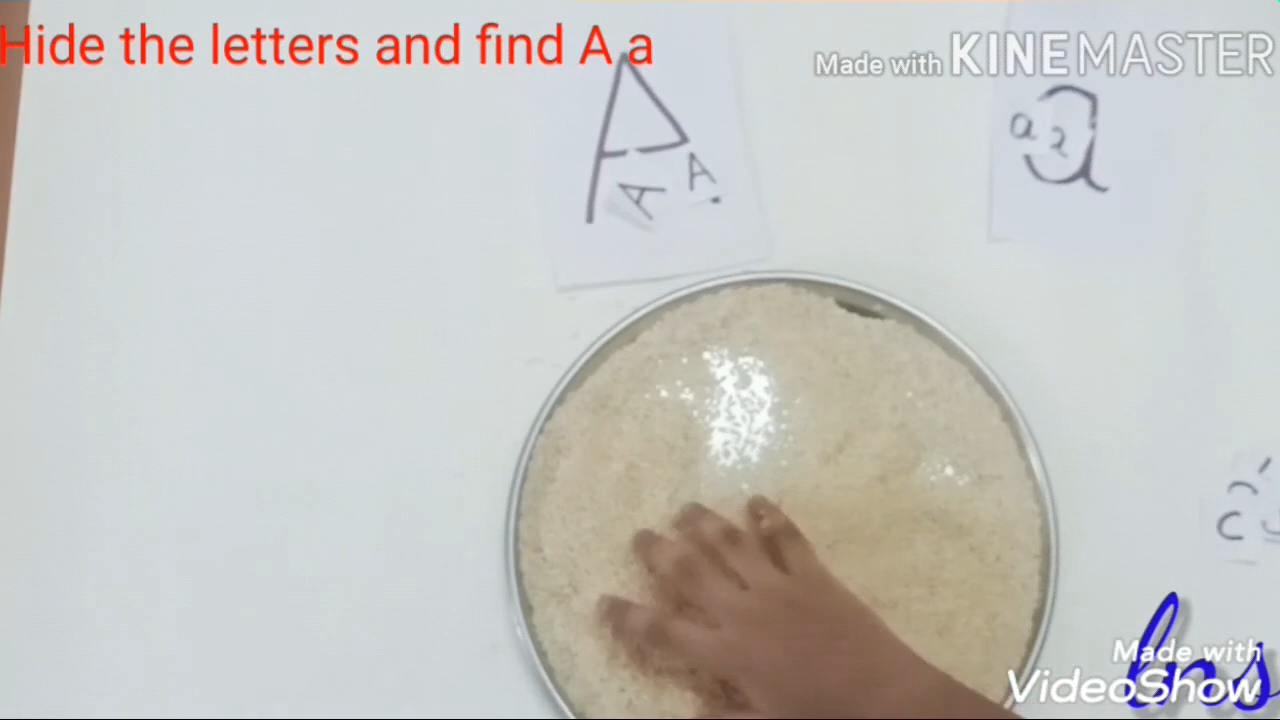 Hide the letters and find A a
Made with KINEMASTER
A
A A
a
a
Made with
VideoShow